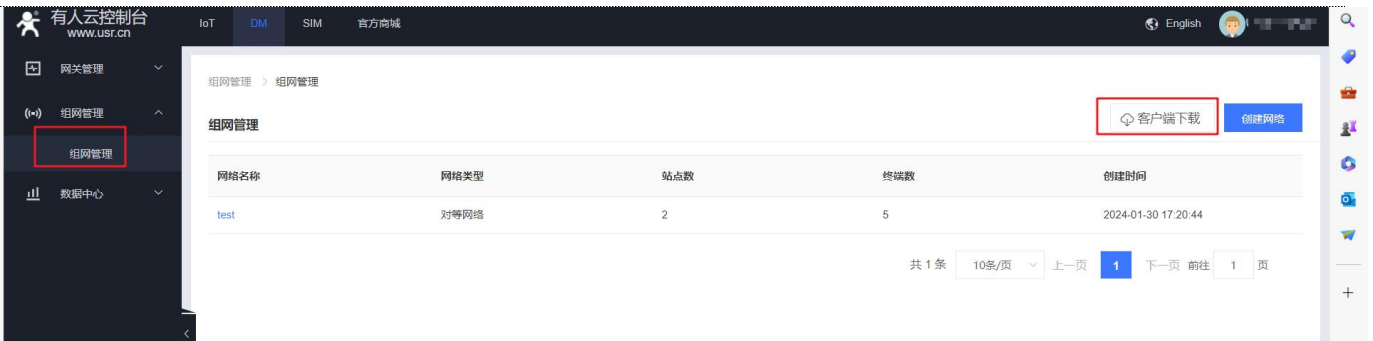 有人云控制台
www.usr.cn
IoT DM SIM 官方商城 English
网关管理
组网管理
组网管理
数据中心
组网管理 > 组网管理
组网管理
客户端下载 创建网络
网络名称 网络类型 站点数 终端数 创建时间
test 对等网络 2 5 2024-01-30 17:20:44
共 1 条 10条/页 上一页 1 下一页 前往 1 页